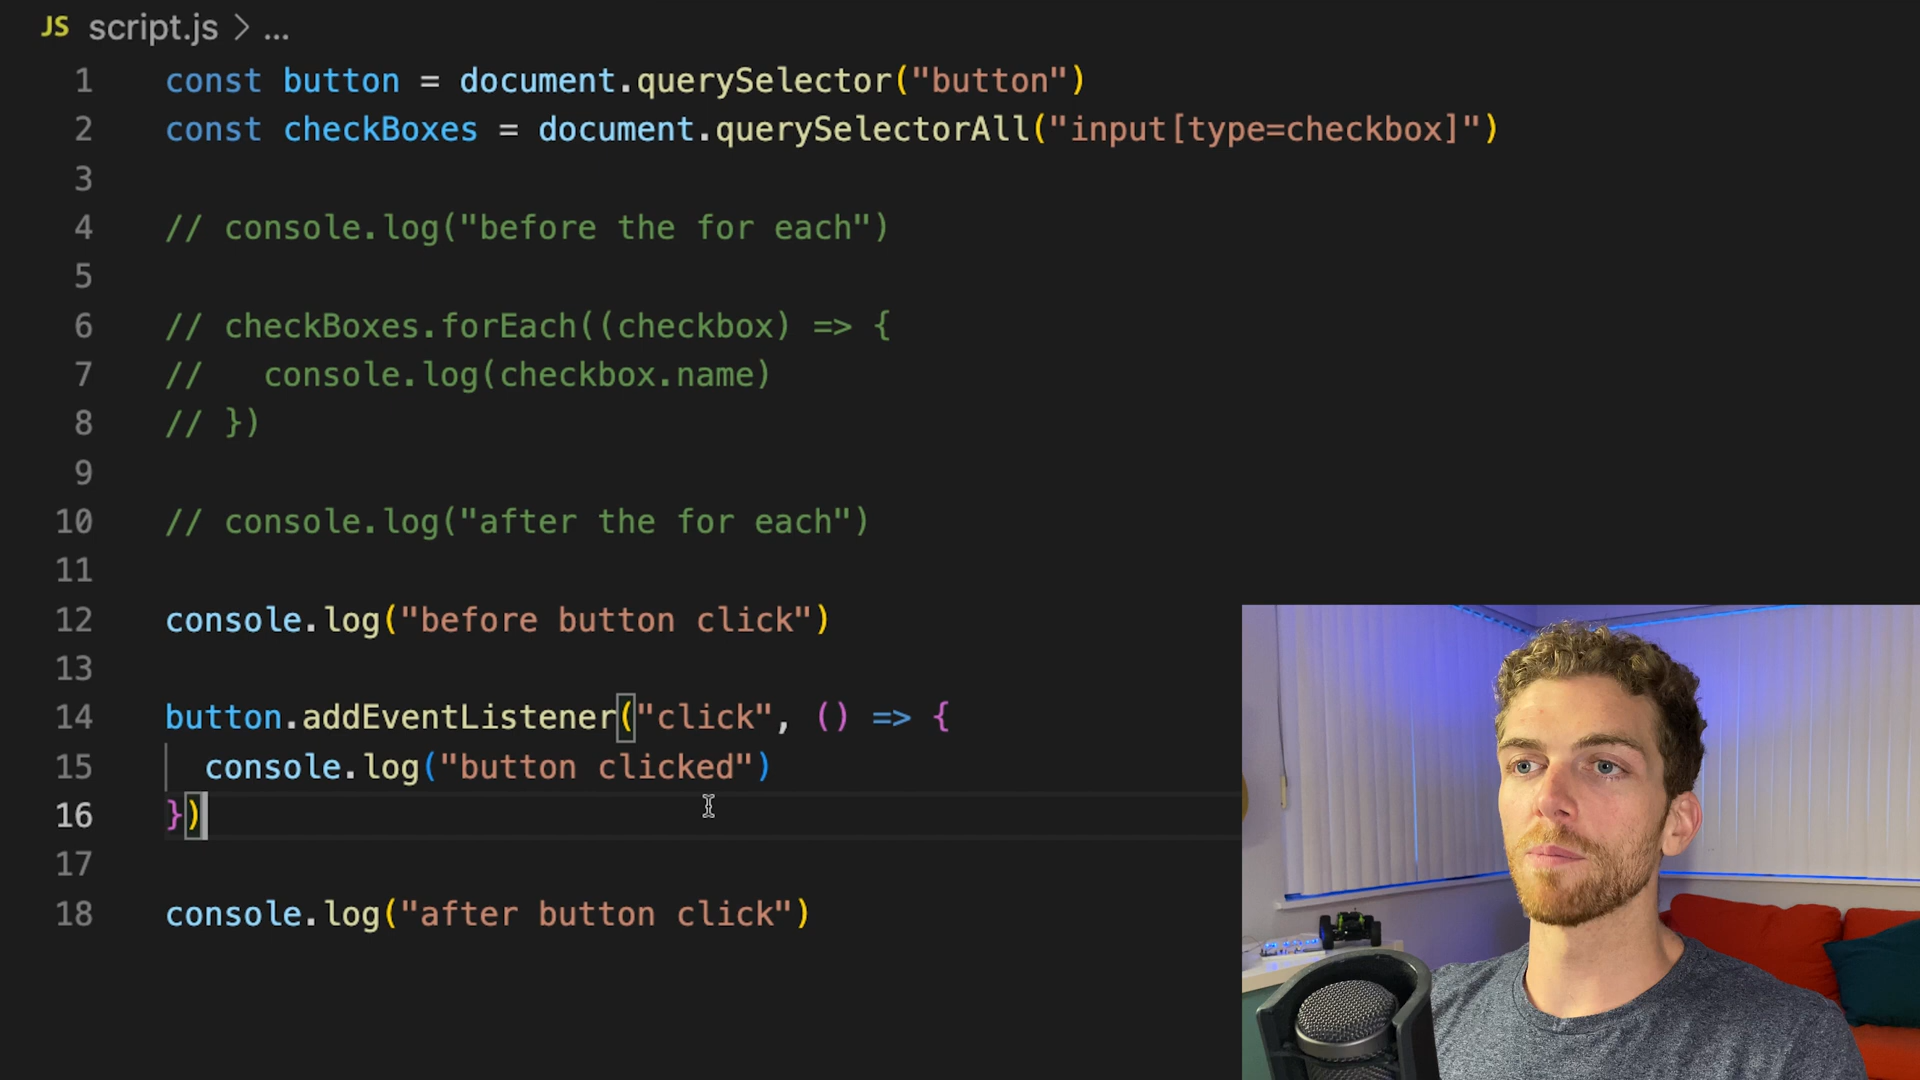 JS script.js > ...
1 const button = document.querySelector("button")
2 const checkBoxes = document.querySelectorAll("input[type=checkbox]")
3
4 // console.log("before the for each")
5
6 // checkBoxes.forEach((checkbox) => {
7 //   console.log(checkbox.name)
8 // })
9
10 // console.log("after the for each")
11
12 console.log("before button click")
13
14 button.addEventListener("click", () => {
15   console.log("button clicked")
16 })
17
18 console.log("after button click")